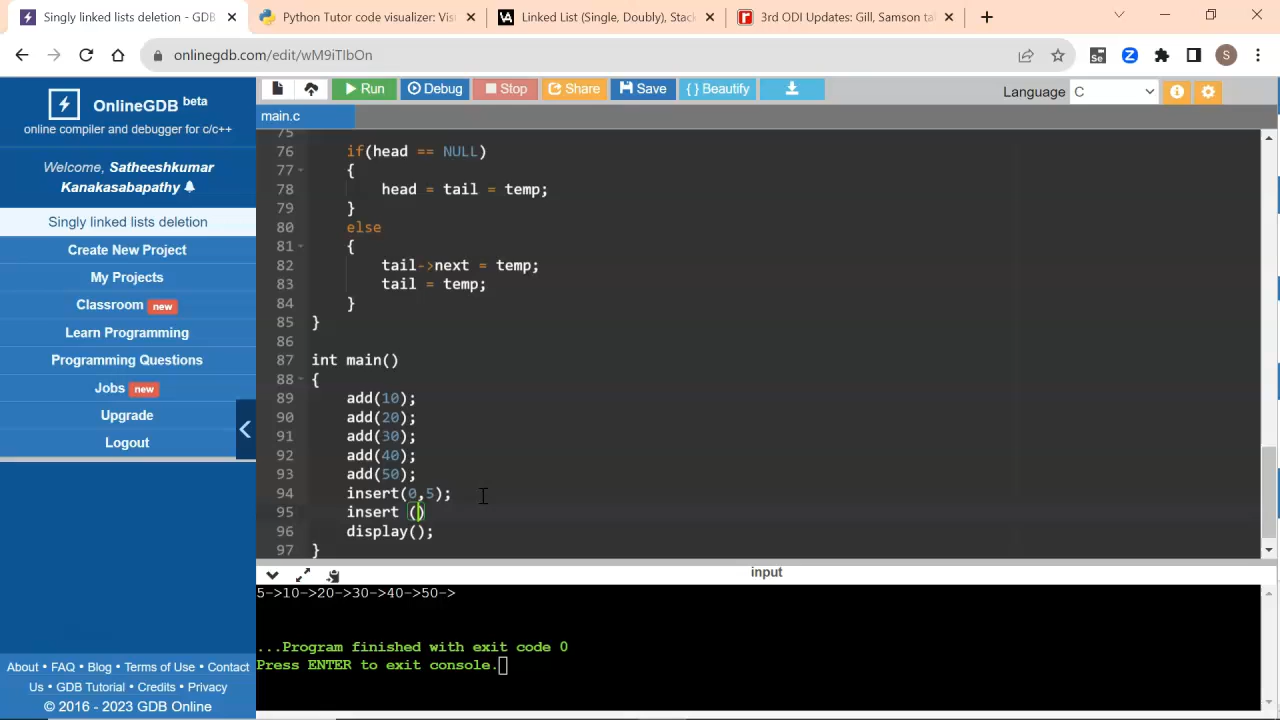 Singly linked lists deletion - GDB
Python Tutor code visualizer: Vis
Linked List (Single, Doubly), Stac
3rd ODI Updates: Gill, Samson ta
onlinegdb.com/edit/wM9iTIbOn
Se
Z
S
OnlineGDB beta
online compiler and debugger for c/c++
Welcome, Satheeshkumar
Kanakasabapathy
Singly linked lists deletion
Create New Project
My Projects
Classroom new
Learn Programming
Programming Questions
Jobs new
Upgrade
Logout
About • FAQ • Blog • Terms of Use • Contact
Us • GDB Tutorial • Credits • Privacy
© 2016 - 2023 GDB Online
Run
Debug
Stop
Share
Save
{ } Beautify
Language C
main.c
75
76 if(head == NULL)
77 {
78 head = tail = temp;
79 }
80 else
81 {
82 tail->next = temp;
83 tail = temp;
84 }
85 }
86
87 int main()
88 {
89 add(10);
90 add(20);
91 add(30);
92 add(40);
93 add(50);
94 insert(0,5);
95 insert ()
96 display();
97 }
input
5->10->20->30->40->50->
...Program finished with exit code 0
Press ENTER to exit console.